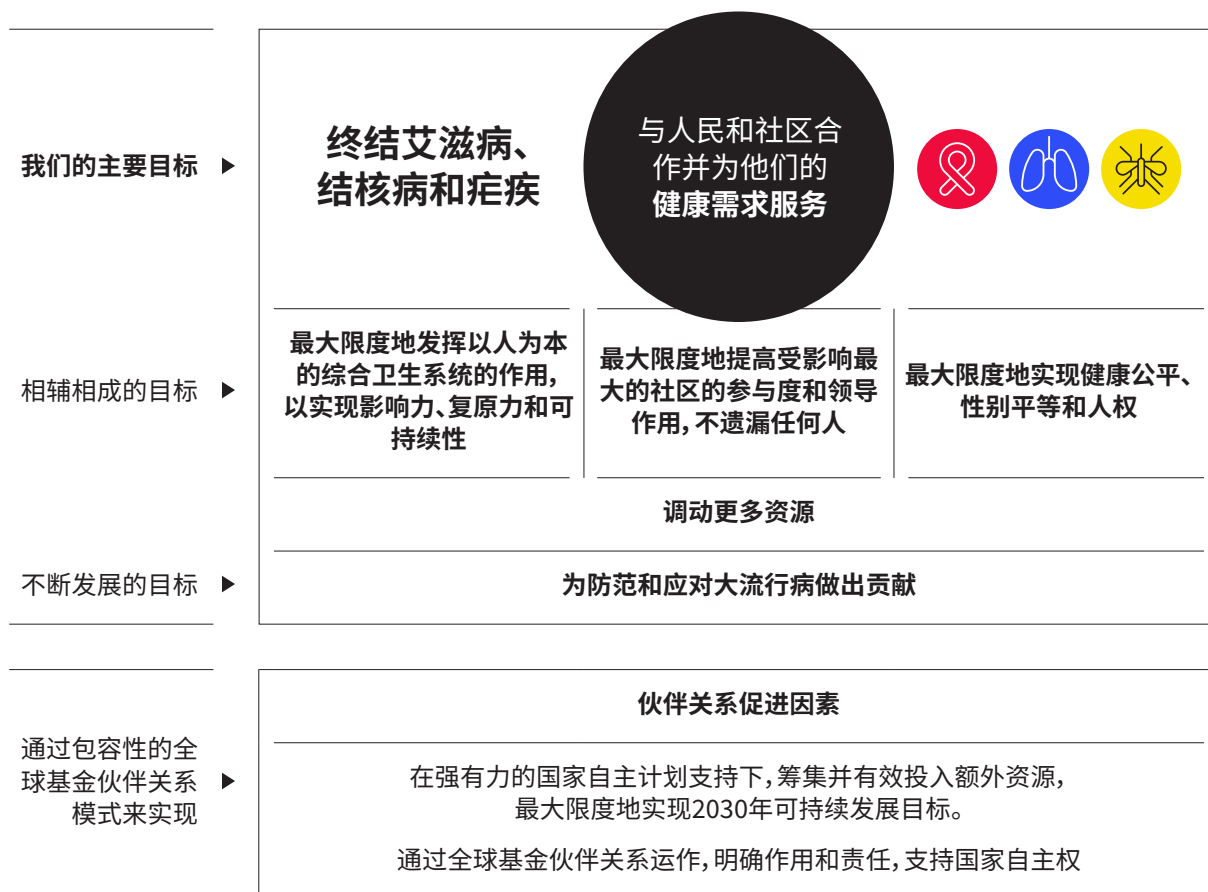 我们的主要目标
终结艾滋病、
结核病和疟疾
与人民和社区合
作并为他们的
健康需求服务
相辅相成的目标
最大限度地发挥以人为本
的综合卫生系统的作用，
以实现影响力、复原力和可
持续性
最大限度地提高受影响最
大的社区的参与度和领导
作用，不遗漏任何人
最大限度地实现健康公平、
性别平等和人权
调动更多资源
不断发展的目标
为防范和应对大流行病做出贡献
通过包容性的全
球基金伙伴关系
模式来实现
伙伴关系促进因素
在强有力的国家自主计划支持下，筹集并有效投入额外资源，
最大限度地实现2030年可持续发展目标。
通过全球基金伙伴关系运作，明确作用和责任，支持国家自主权